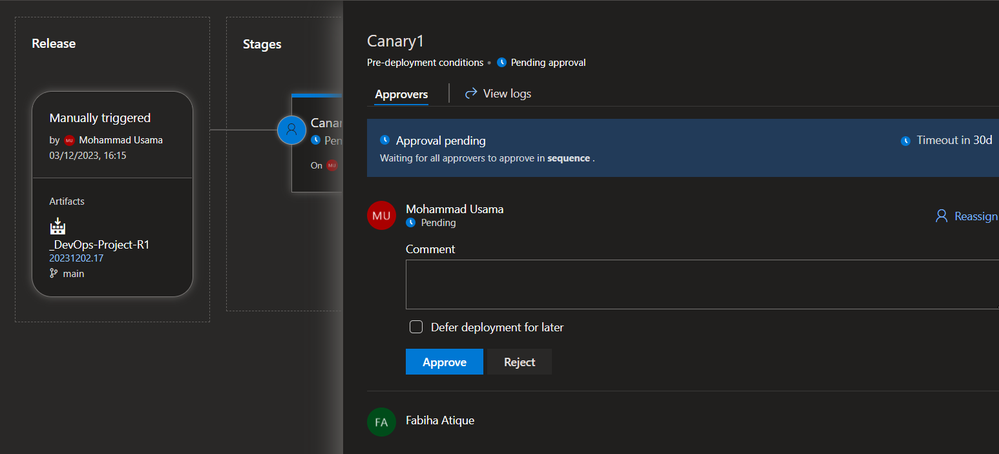 Release
Manually triggered
by MU Mohammad Usama
03/12/2023, 16:15
Artifacts
_DevOps-Project-R1
20231202.17
main
Stages
Canar
Pen
On MU
Canary1
Pre-deployment conditions • Pending approval
Approvers
View logs
Approval pending
Timeout in 30d
Waiting for all approvers to approve in sequence .
MU
Mohammad Usama
Pending
Reassign
Comment
Defer deployment for later
Approve
Reject
FA
Fabiha Atique